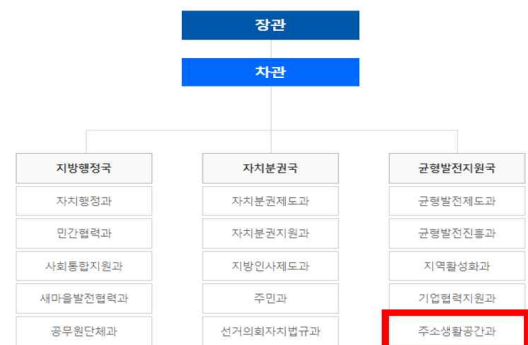 장관
차관
지방행정국
자치행정과
민간협력과
사회통합지원과
새마을발전협력과
공무원단체과
자치분권국
자치분권제도과
자치분권지원과
지방인사제도과
주민과
선거의회자치법규과
균형발전지원국
균형발전제도과
균형발전진흥과
지역활성화과
기업협력지원과
주소생활공간과